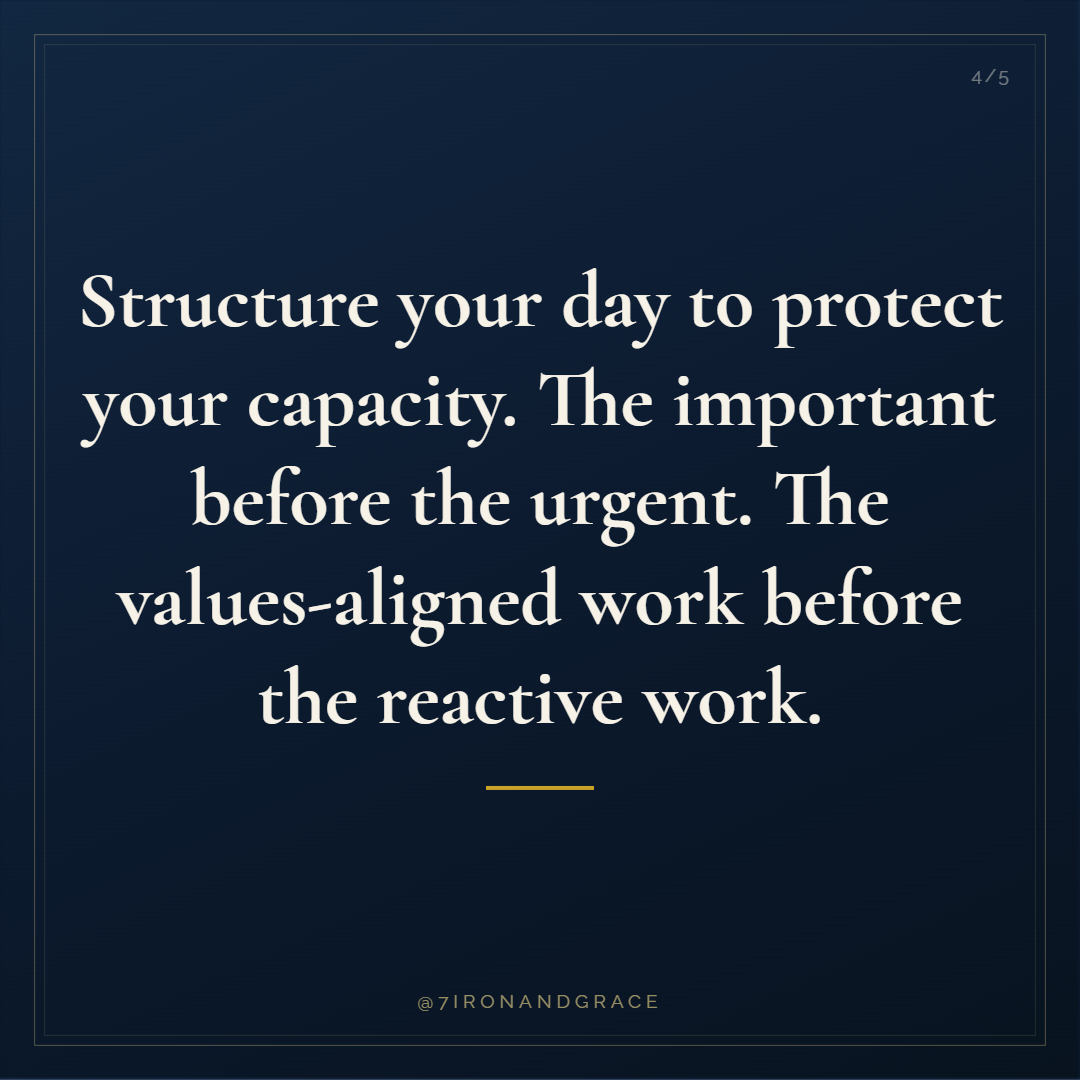 4/5
Structure your day to protect
your capacity. The important
before the urgent. The
values-aligned work before
the reactive work.
@7IRONANDGRACE